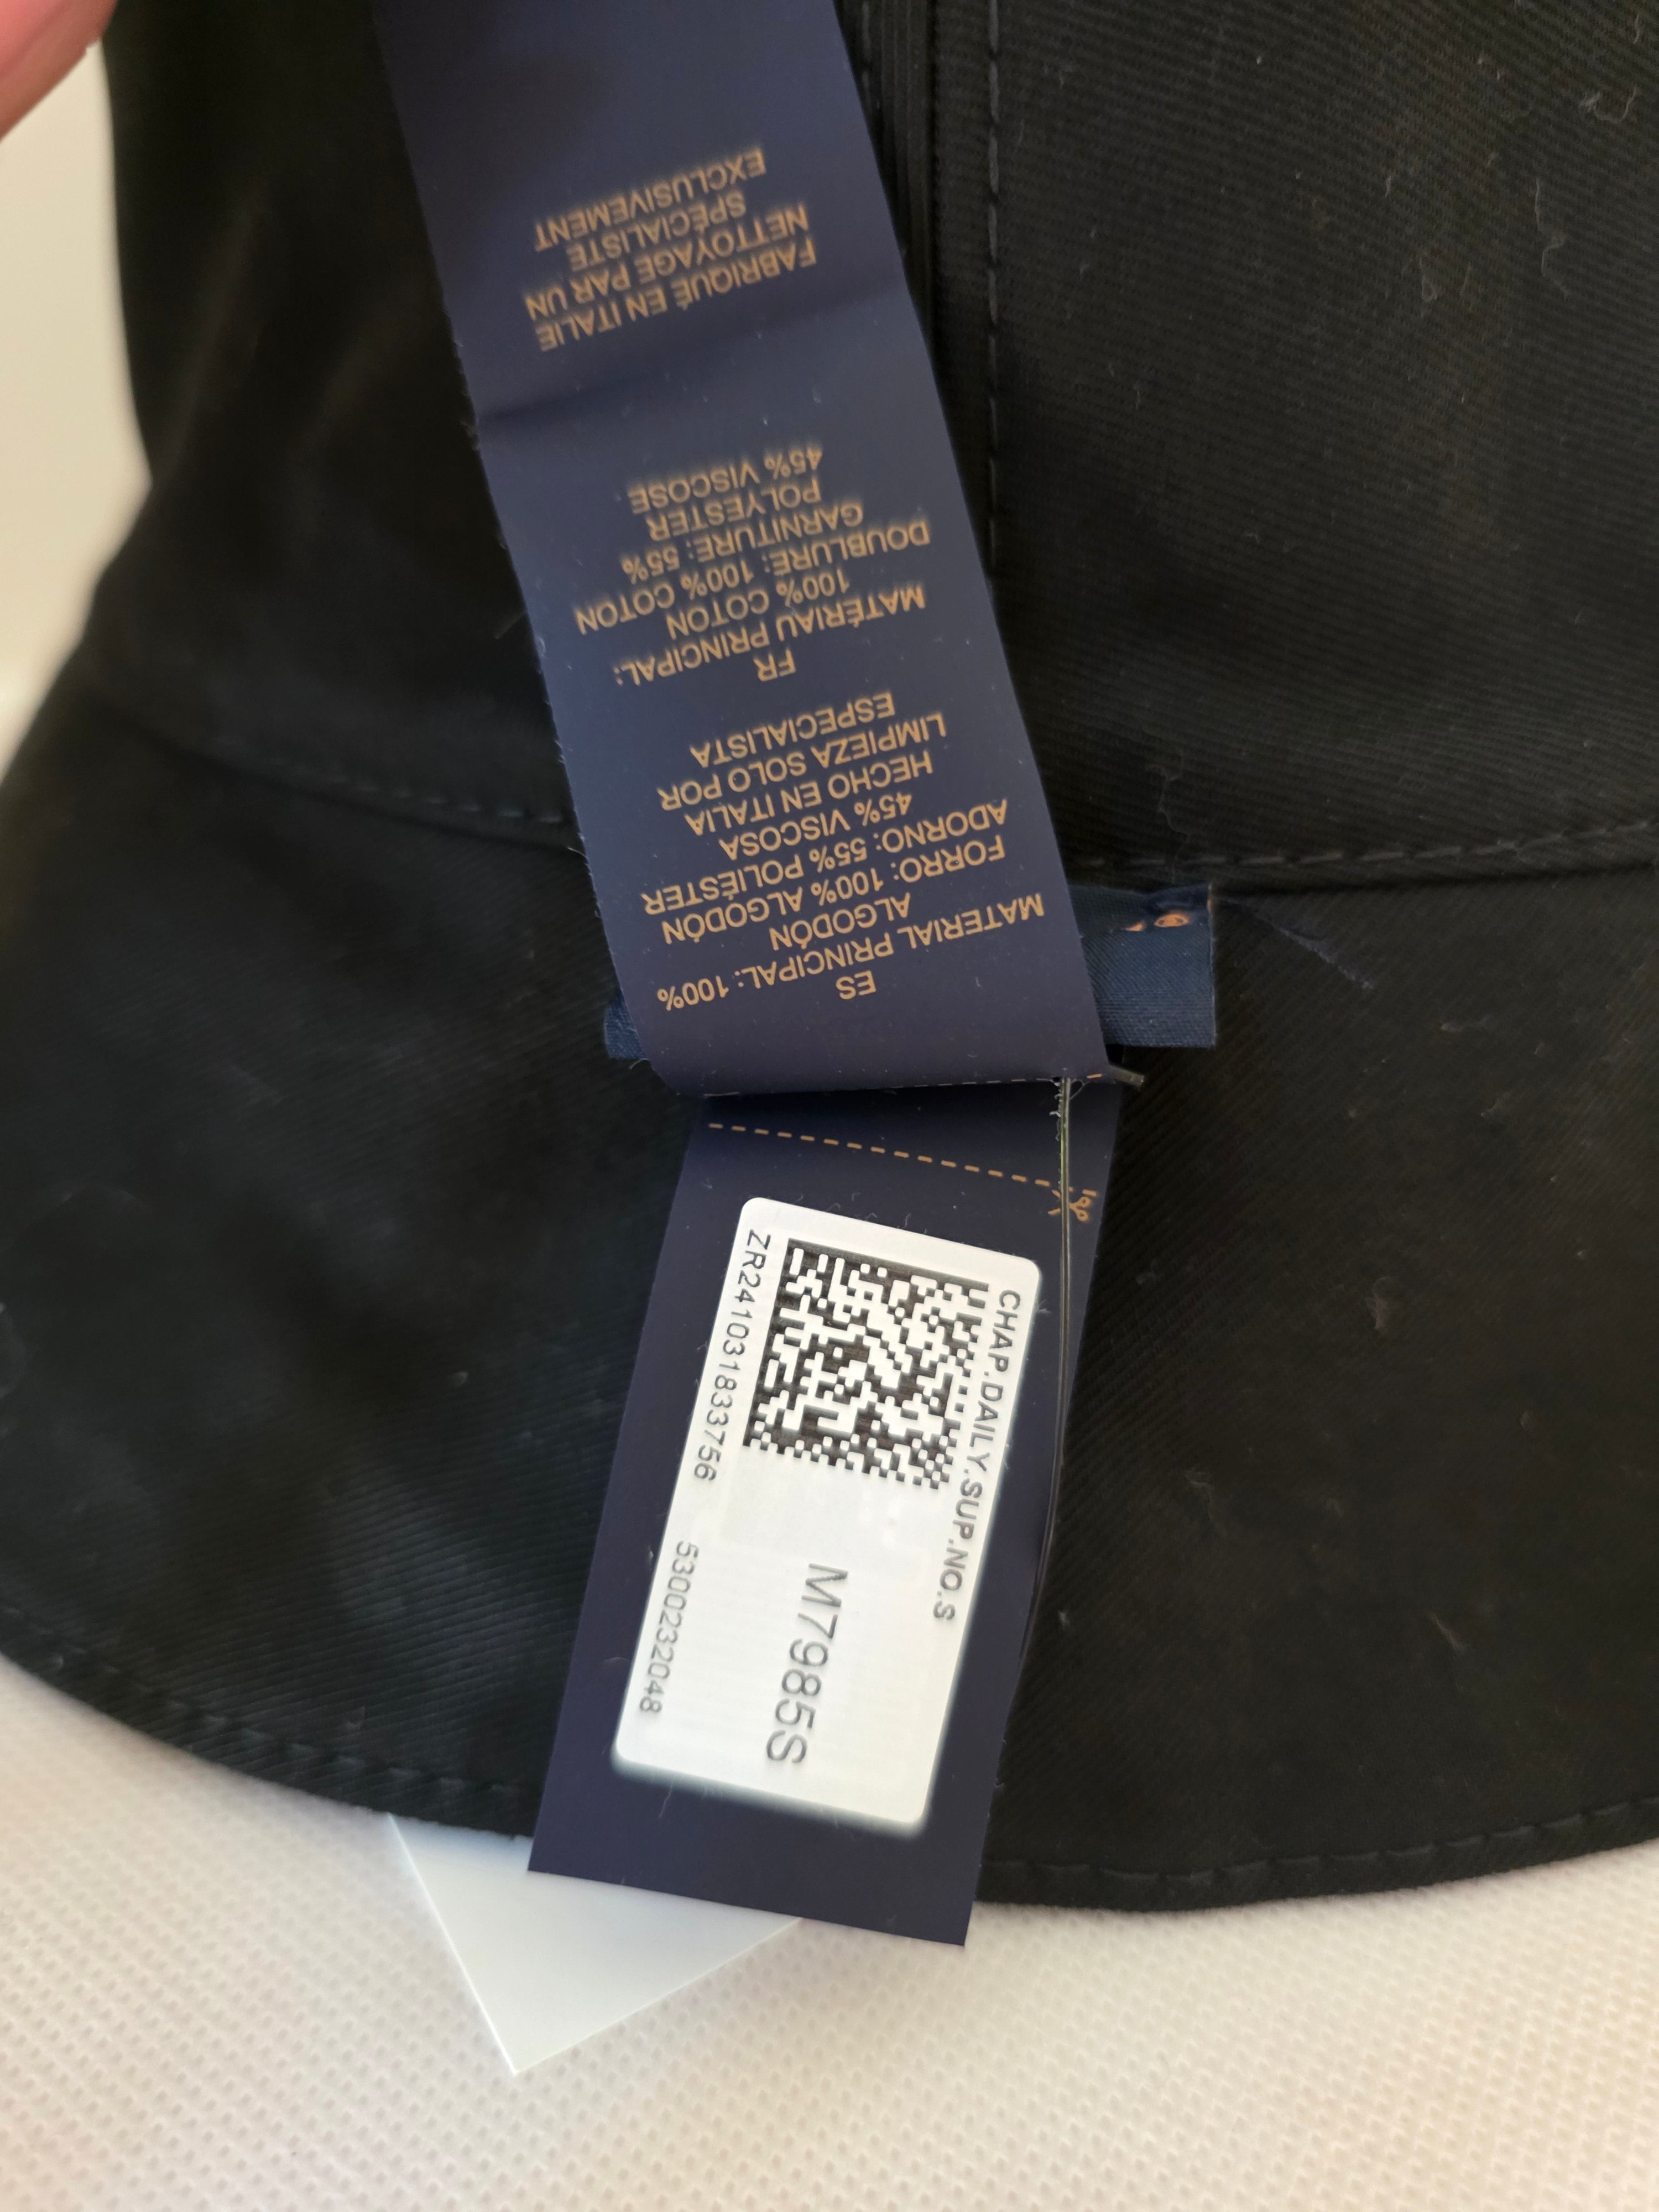 ES
MATERIAL PRINCIPAL: 100%
ALGODÓN
FORRO: 100% ALGODÓN
ADORNO: 55% POLIÉSTER
45% VISCOSA
HECHO EN ITALIA
LIMPIEZA SOLO POR
ESPECIALISTA
FR
MATÉRIAU PRINCIPAL:
100% COTON
DOUBLURE: 100% COTON
GARNITURE: 55%
POLYESTER
45% VISCOSE
FABRIQUÉ EN ITALIE
NETTOYAGE PAR UN
SPÉCIALISTE
EXCLUSIVEMENT
CHAP.DAILY.SUP.NO.S
M7985S
ZR241031833756 5300232048